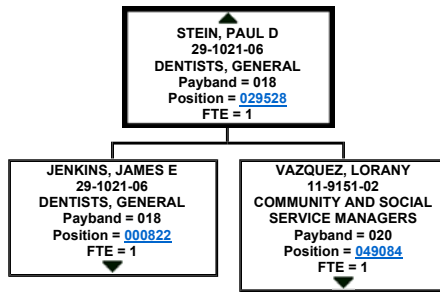 STEIN, PAUL D
29-1021-06
DENTISTS, GENERAL
Payband = 018
Position = 029528
FTE = 1
JENKINS, JAMES E
29-1021-06
DENTISTS, GENERAL
Payband = 018
Position = 000822
FTE = 1
VAZQUEZ, LORANY
11-9151-02
COMMUNITY AND SOCIAL
SERVICE MANAGERS
Payband = 020
Position = 049084
FTE = 1